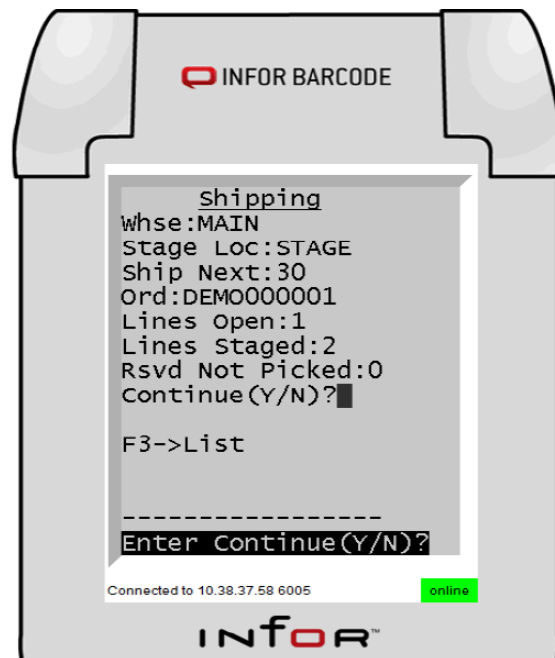 INFOR BARCODE
Shipping
Whse:MAIN
Stage Loc:STAGE
Ship Next:30
Ord:DEMO000001
Lines Open:1
Lines Staged:2
Rsvd Not Picked:0
Continue(Y/N)?
F3->List
-----------------
Enter Continue(Y/N)?
Connected to 10.38.37.58 6005
online
infor™